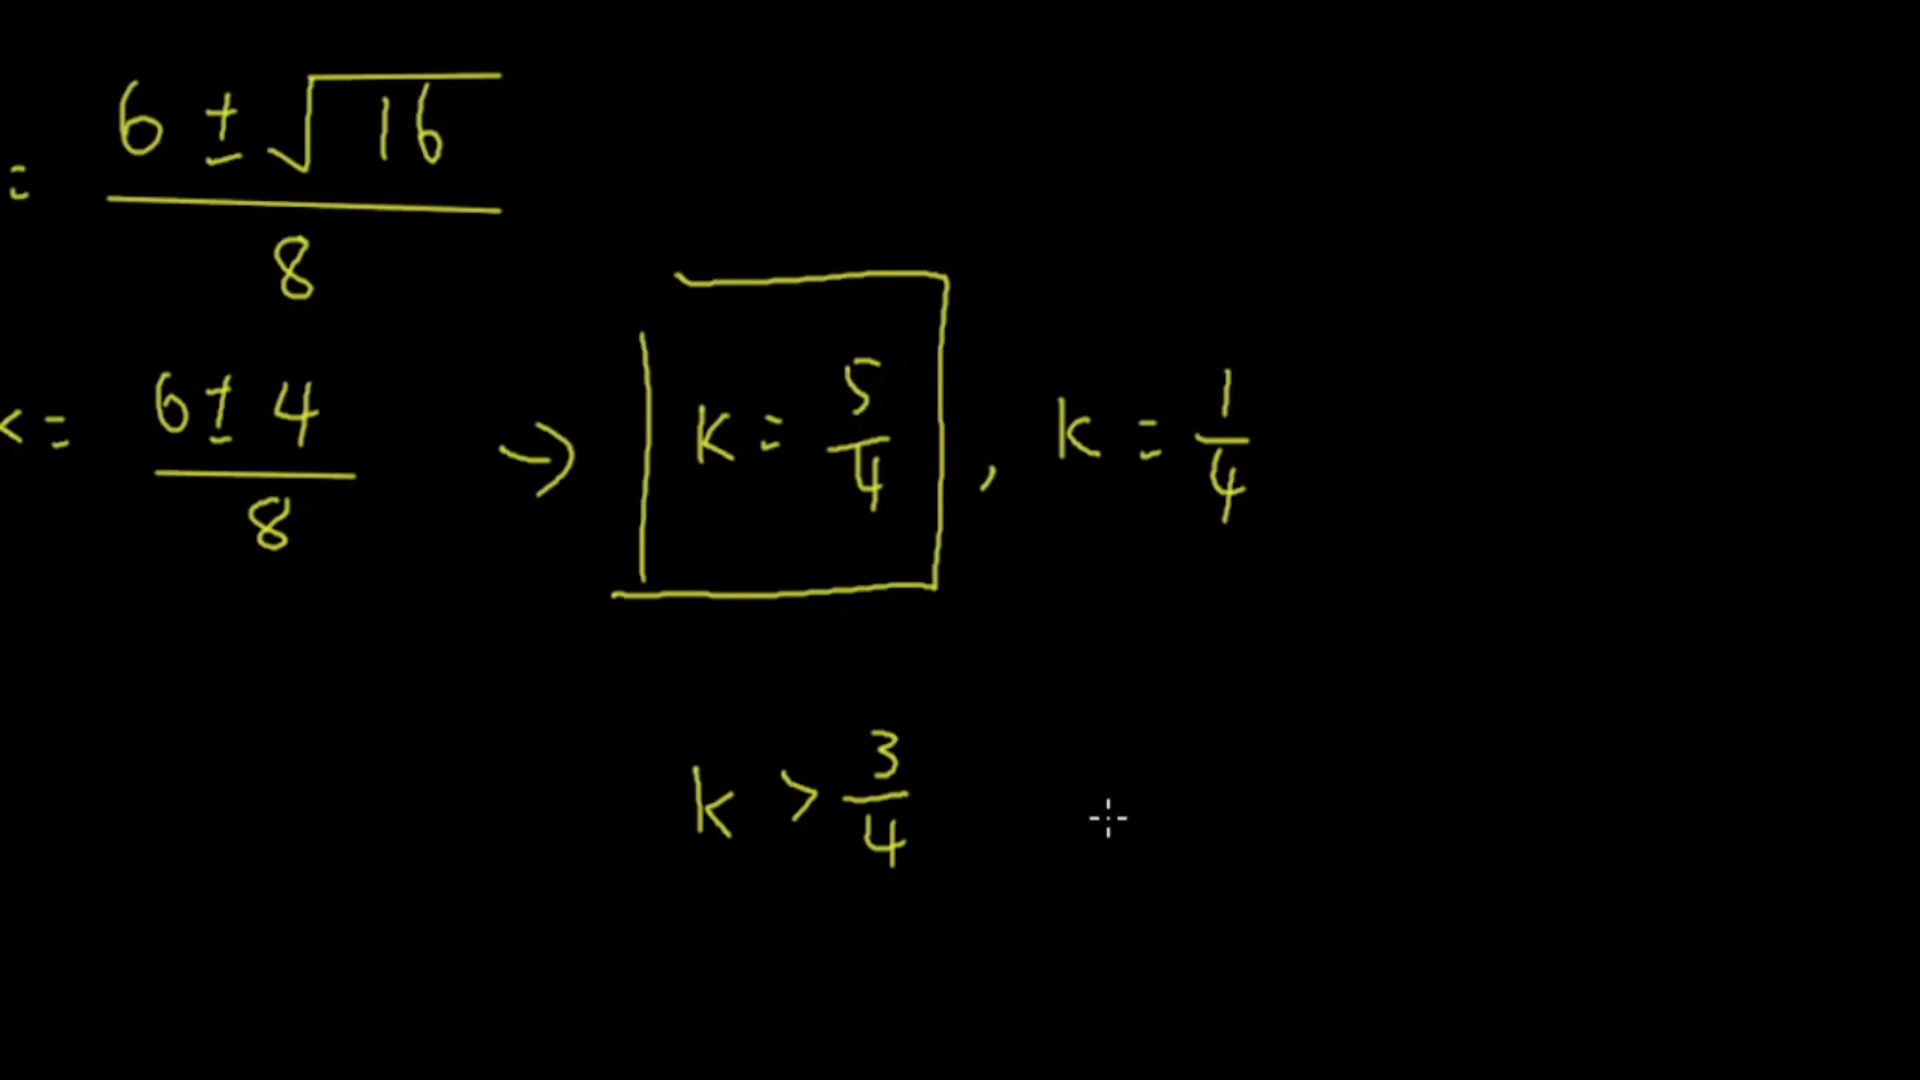 = 6 ± √16 / 8
k = 6 ± 4 / 8 → k = 5/4 , k = 1/4
k > 3/4